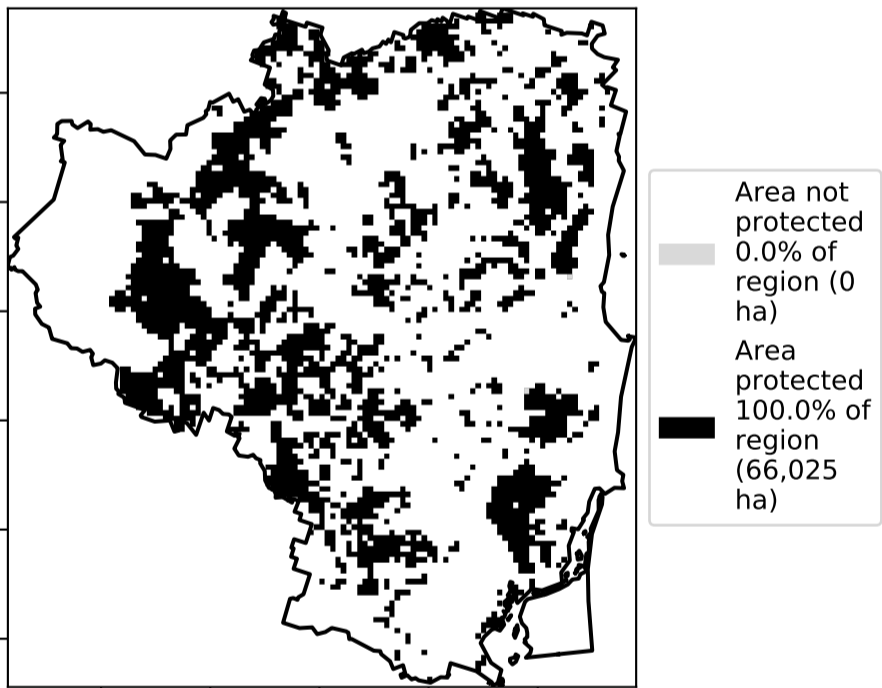 Area not
protected
0.0% of
region (0
ha)
Area
protected
100.0% of
region
(66,025
ha)